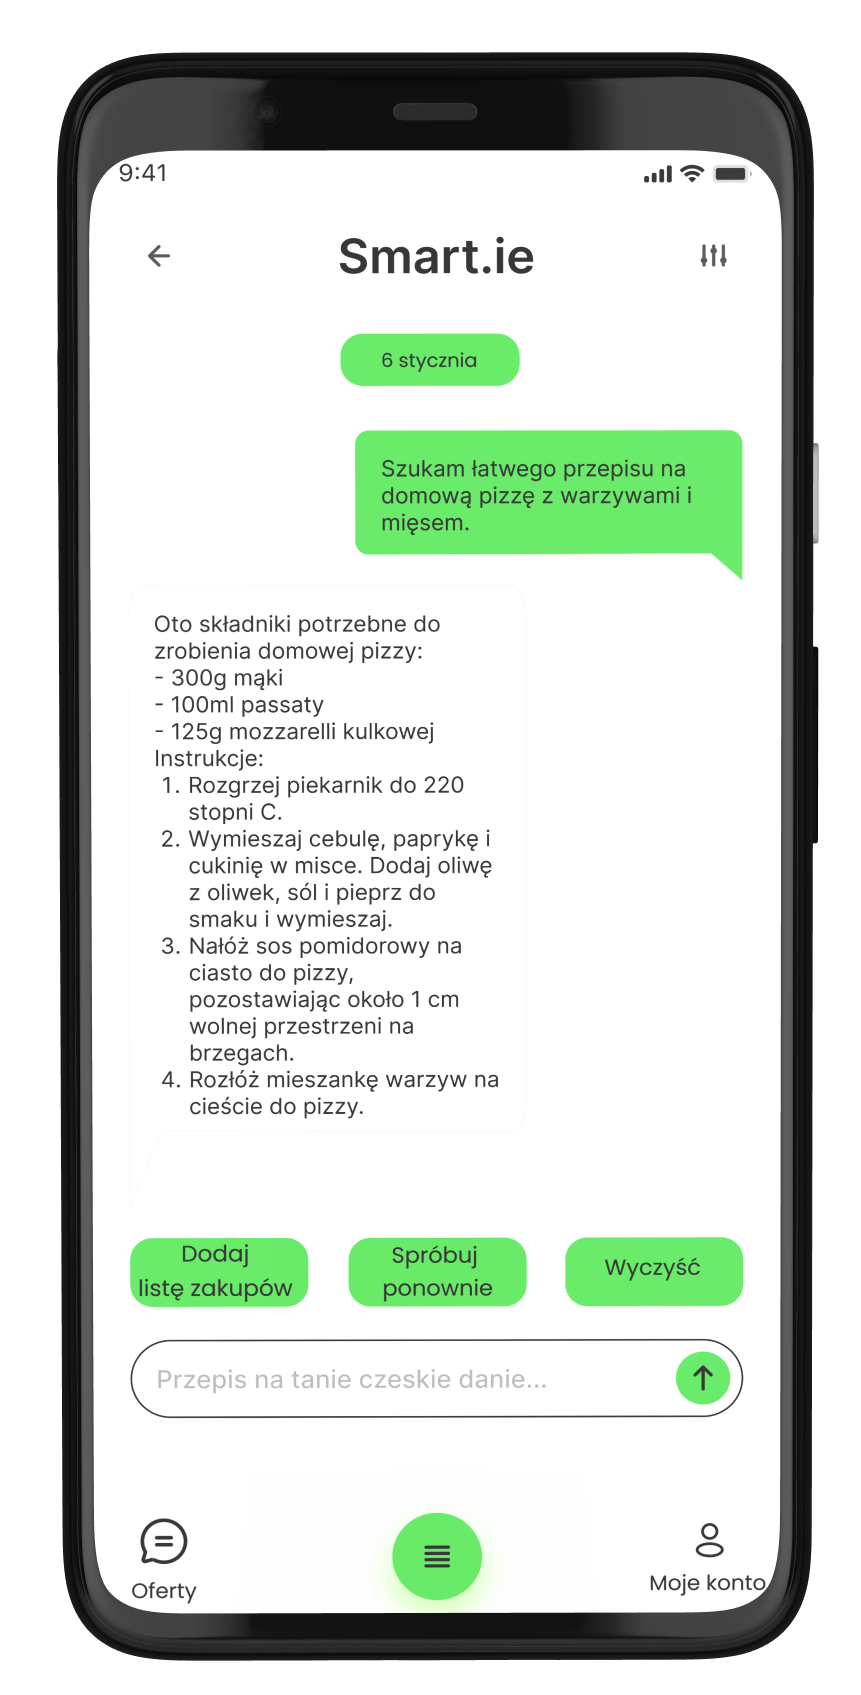 9:41
Smart.ie
6 stycznia
Szukam łatwego przepisu na
domową pizzę z warzywami i
mięsem.
Oto składniki potrzebne do
zrobienia domowej pizzy:
- 300g mąki
- 100ml passaty
- 125g mozzarelli kulkowej
Instrukcje:
1. Rozgrzej piekarnik do 220
stopni C.
2. Wymieszaj cebulę, paprykę i
cukinię w misce. Dodaj oliwę
z oliwek, sól i pieprz do
smaku i wymieszaj.
3. Nałóż sos pomidorowy na
ciasto do pizzy,
pozostawiając około 1 cm
wolnej przestrzeni na
brzegach.
4. Rozłóż mieszankę warzyw na
cieście do pizzy.
Dodaj
listę zakupów
Spróbuj
ponownie
Wyczyść
Przepis na tanie czeskie danie...
Oferty
Moje konto